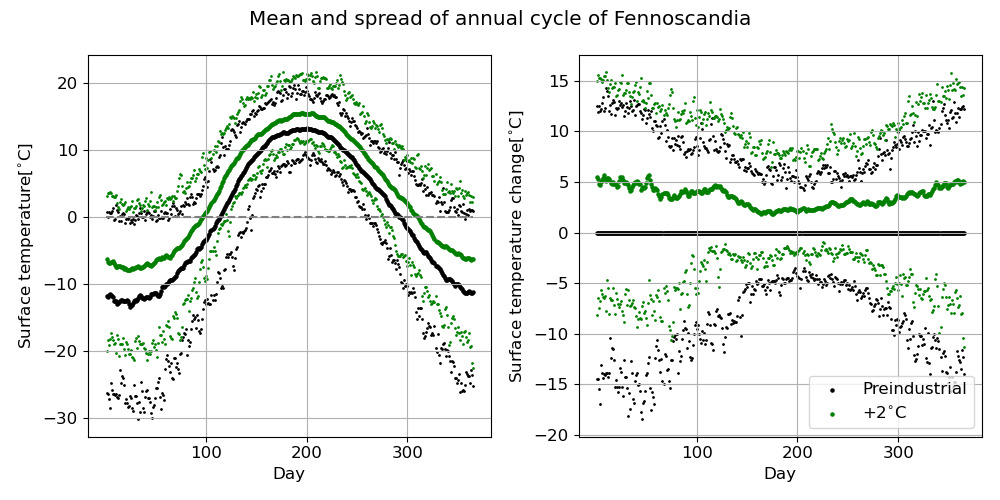 Mean and spread of annual cycle of Fennoscandia
Surface temperature[°C]
20
10
0
−10
−20
−30
100
200
300
Day
Surface temperature change[°C]
15
10
5
0
−5
−10
−15
−20
100
200
300
Day
Preindustrial
+2°C